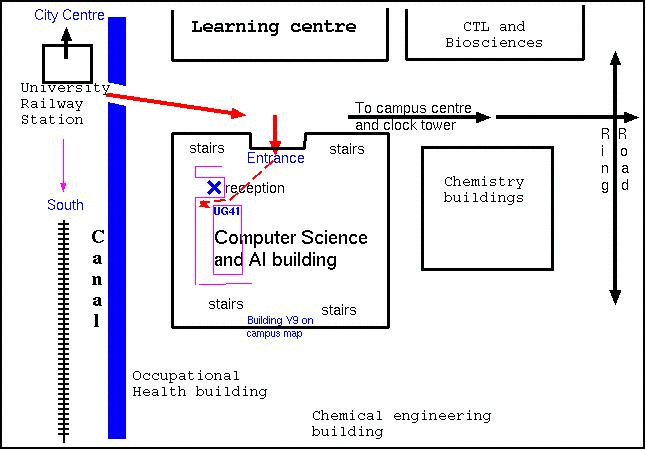 City Centre
Learning centre
CTL and
Biosciences
University
Railway
Station
To campus centre
and clock tower
Ring
Road
stairs
stairs
Entrance
reception
Chemistry
buildings
South
UG41
Canal
Computer Science
and AI building
stairs
stairs
Building Y9 on
campus map
Occupational
Health building
Chemical engineering
building